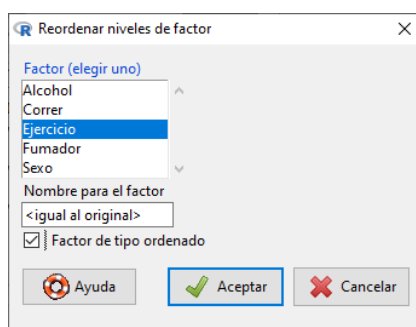 Reordenar niveles de factor
Factor (elegir uno)
Alcohol
Correr
Ejercicio
Fumador
Sexo
Nombre para el factor
<igual al original>
Factor de tipo ordenado
Ayuda Aceptar Cancelar